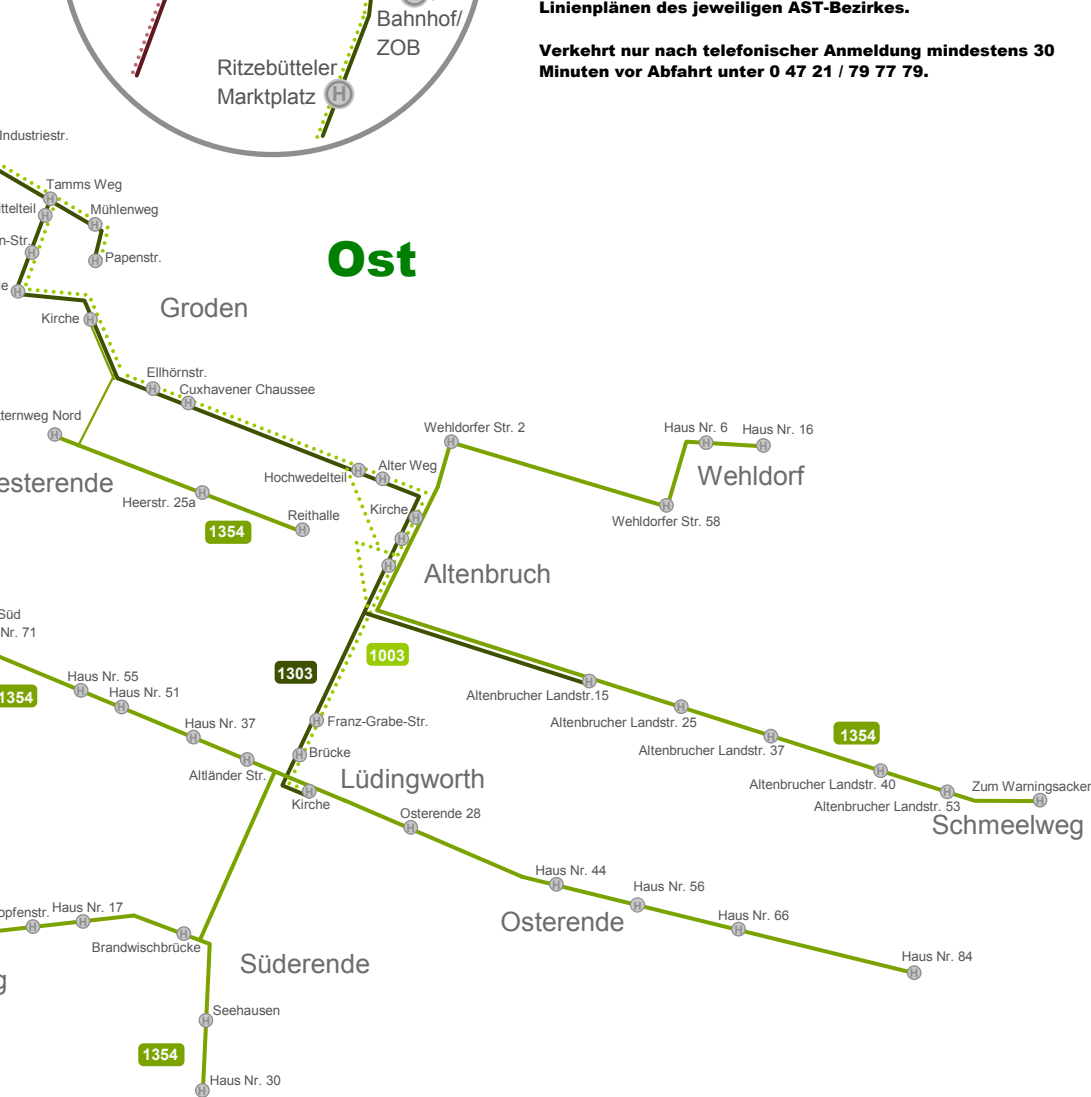 Linienplänen des jeweiligen AST-Bezirkes.
Verkehrt nur nach telefonischer Anmeldung mindestens 30
Minuten vor Abfahrt unter 0 47 21 / 79 77 79.
Bahnhof/
ZOB
Ritzebütteler
Marktplatz
H
Industriestr.
Tamms Weg
Mühlenweg
Papenstr.
Ost
Groden
Kirche
Ellhörnstr.
Cuxhavener Chaussee
Hochwedelteil
Alter Weg
Kirche
Heerstr. 25a
Reithalle
1354
Wehldorfer Str. 2
Haus Nr. 6
Haus Nr. 16
Wehldorf
Wehldorfer Str. 58
Altenbruch
Süd
Nr. 71
1354
Haus Nr. 55
Haus Nr. 51
Haus Nr. 37
Altländer Str.
1303
1003
Franz-Grabe-Str.
Brücke
Lüdingworth
Kirche
Altenbrucher Landstr.15
Altenbrucher Landstr. 25
Altenbrucher Landstr. 37
Altenbrucher Landstr. 40
Altenbrucher Landstr. 53
1354
Zum Warningsacker
Schmeelweg
Osterende 28
Haus Nr. 44
Haus Nr. 56
Haus Nr. 66
Haus Nr. 84
Osterende
Haus Nr. 17
Brandwischbrücke
Süderende
Seehausen
1354
Haus Nr. 30